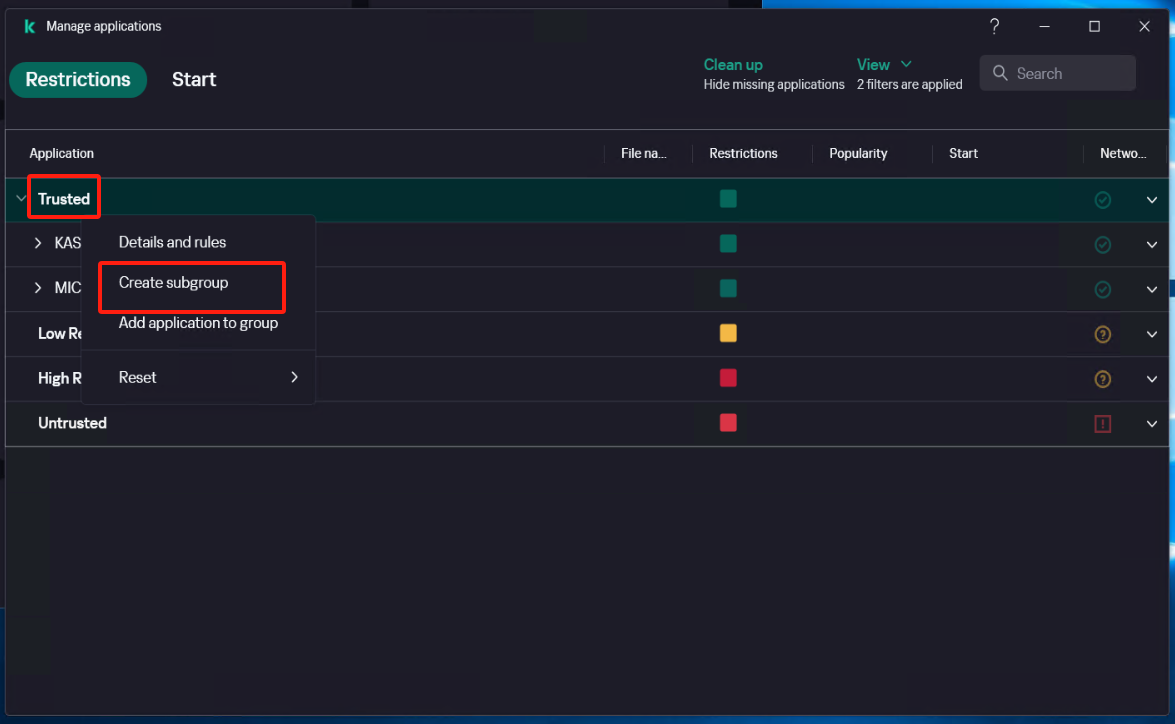 Manage applications
Restrictions
Start
Clean up
Hide missing applications
View
2 filters are applied
Search
Application
File na...
Restrictions
Popularity
Start
Netwo...
Trusted
KAS
Details and rules
Create subgroup
MIC
Add application to group
Low Re
High R
Reset
Untrusted